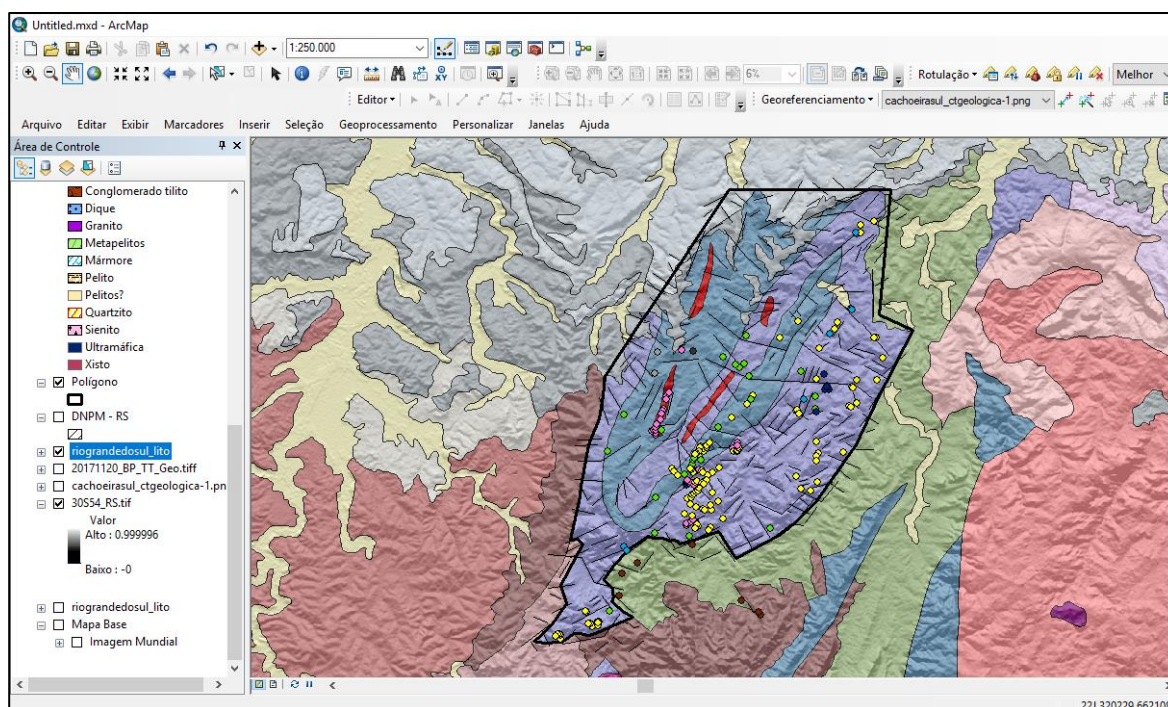 Untitled.mxd - ArcMap
1:250.000
6%
Rotulação
Melhor
Editor
Georeferenciamento
cachoeirasul_ctgeologica-1.png
Arquivo Editar Exibir Marcadores Inserir Seleção Geoprocessamento Personalizar Janelas Ajuda
Área de Controle
Conglomerado tilito
Dique
Granito
Metapelitos
Mármore
Pelito
Pelitos?
Quartzito
Sienito
Ultramáfica
Xisto
Polígono
DNPM - RS
riograndedosul_lito
20171120_BP_TT_Geo.tiff
cachoeirasul_ctgeologica-1.pn
30S54_RS.tif
Valor
Alto : 0.999996
Baixo : -0
riograndedosul_lito
Mapa Base
Imagem Mundial